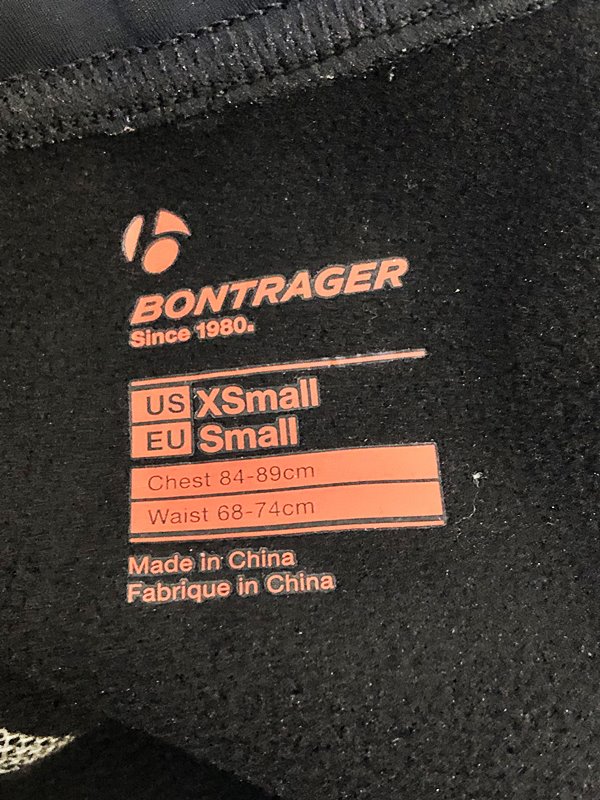 BONTRAGER
Since 1980.
US XSmall
EU Small
Chest 84-89cm
Waist 68-74cm
Made in China
Fabrique in China